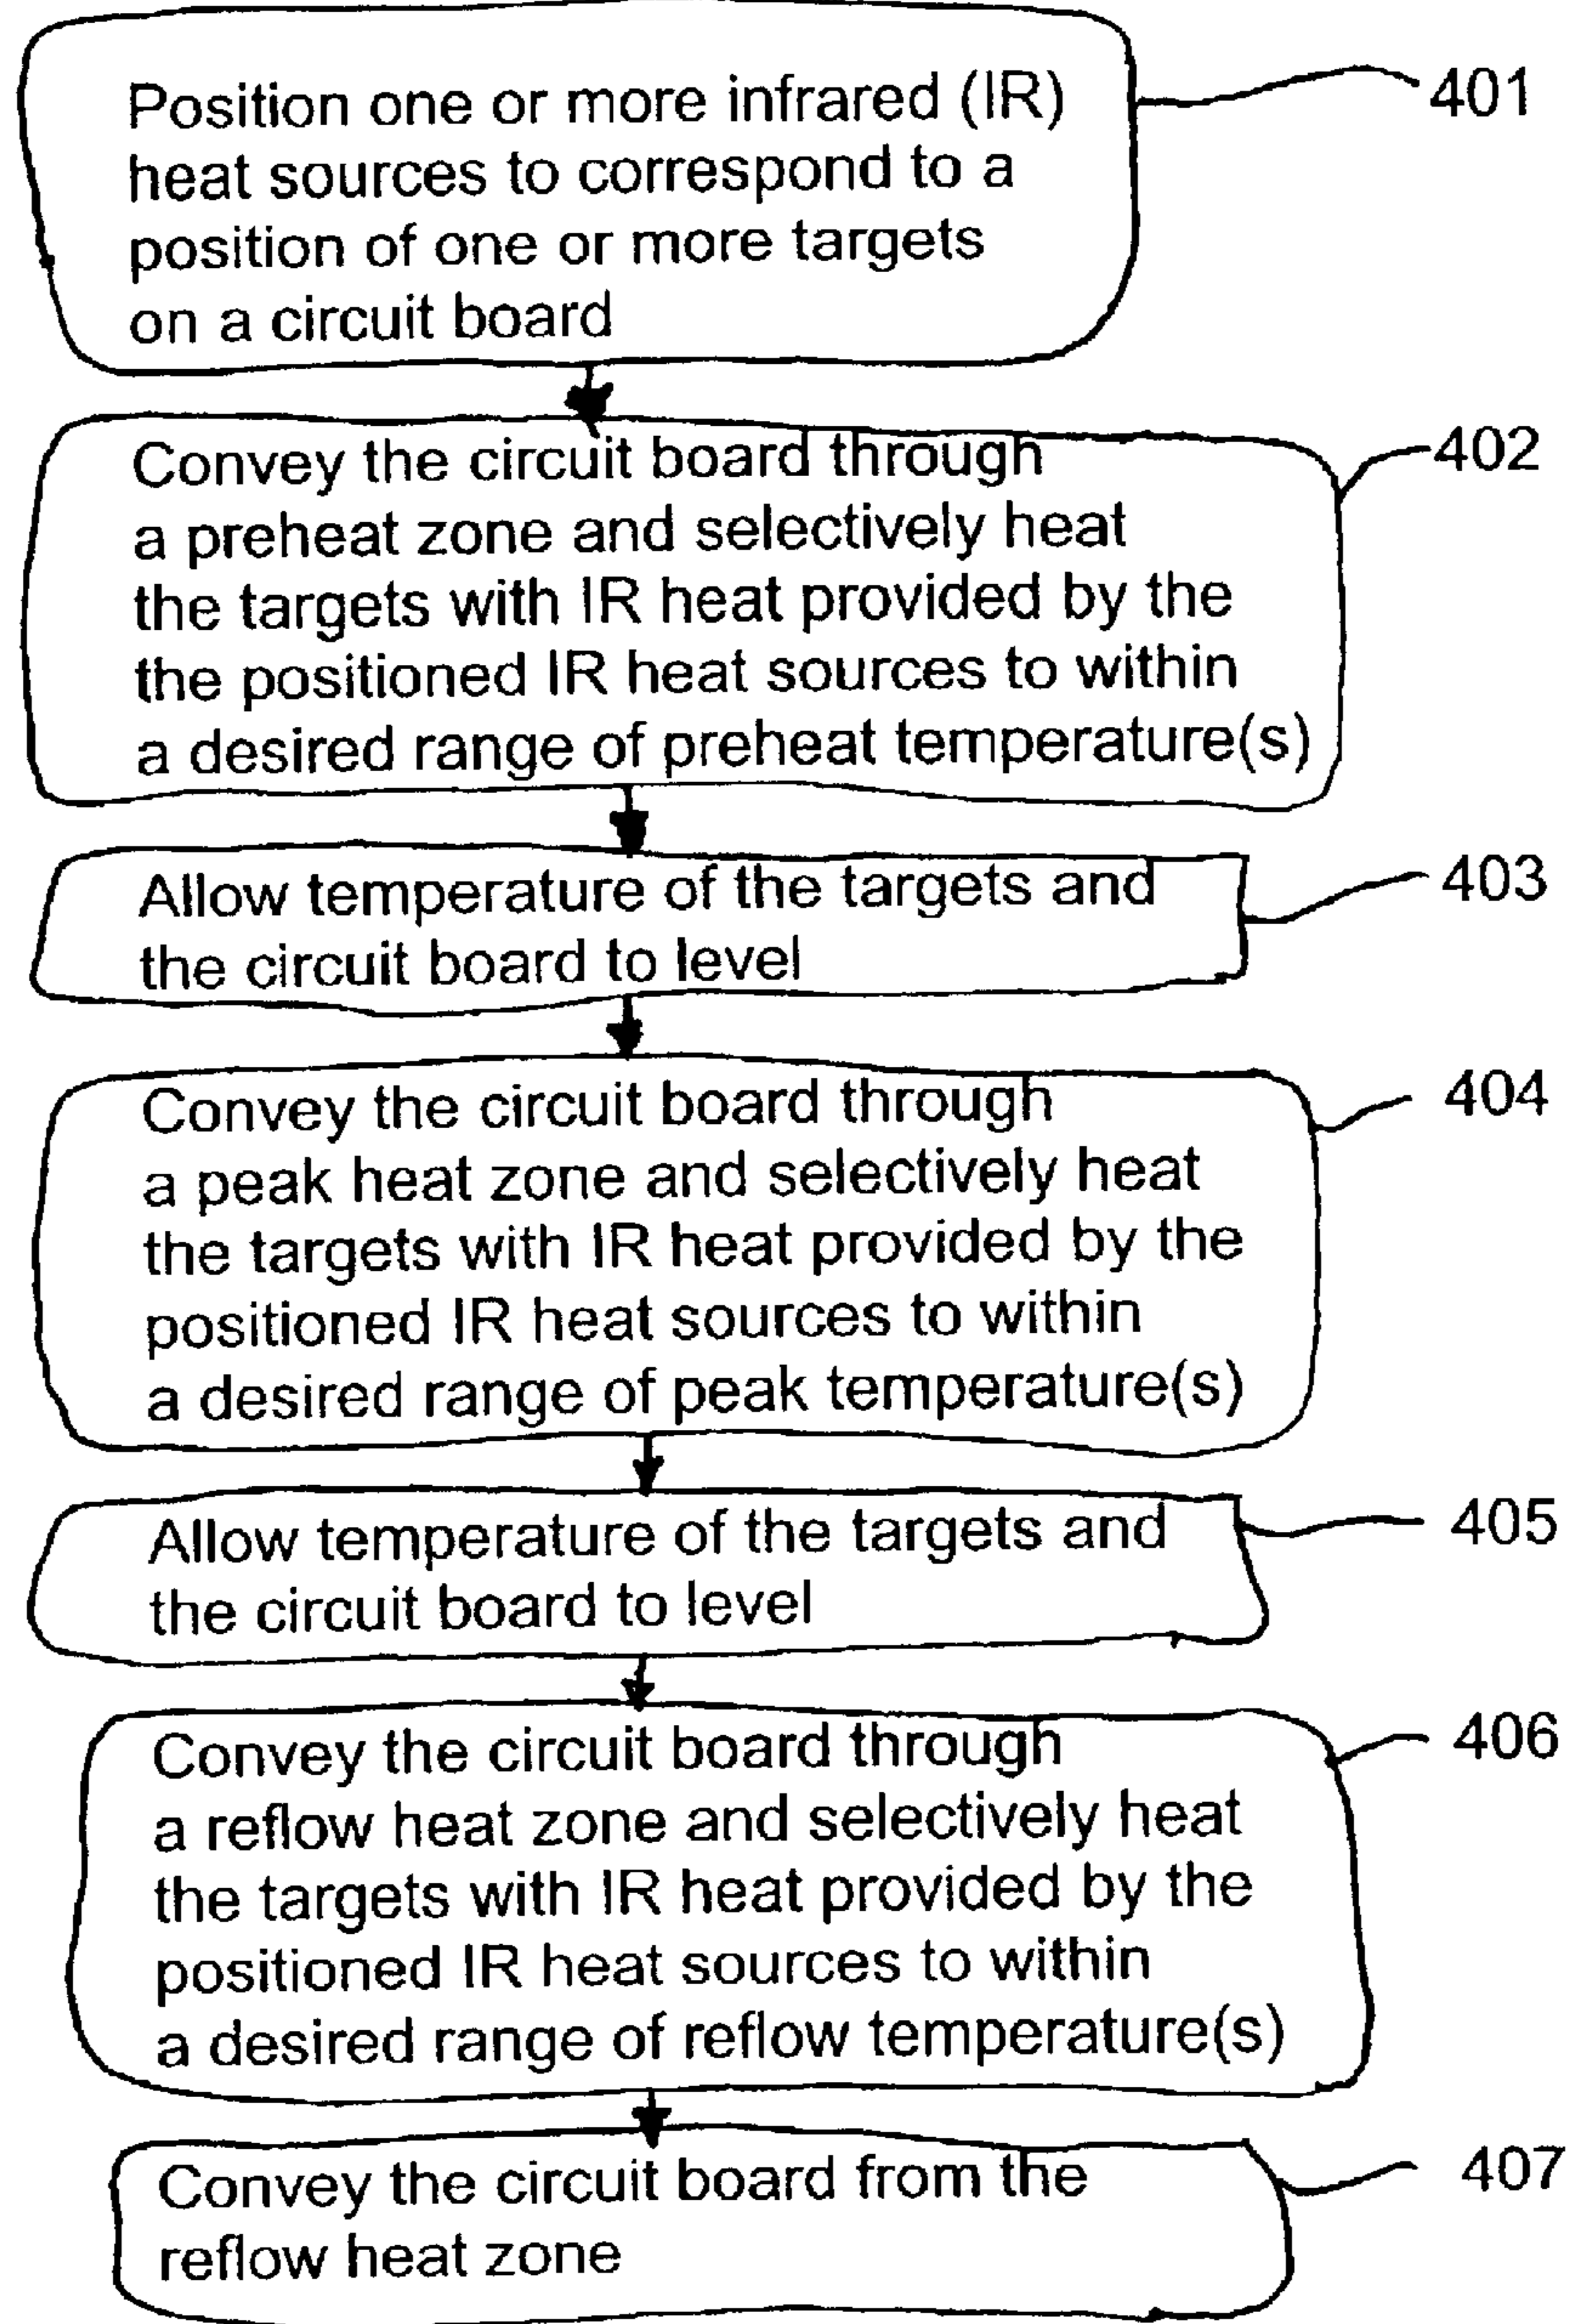 Position one or more infrared (IR)
heat sources to correspond to a
position of one or more targets
on a circuit board
401
Convey the circuit board through
a preheat zone and selectively heat
the targets with IR heat provided by the
the positioned IR heat sources to within
a desired range of preheat temperature(s)
402
Allow temperature of the targets and
the circuit board to level
403
Convey the circuit board through
a peak heat zone and selectively heat
the targets with IR heat provided by the
positioned IR heat sources to within
a desired range of peak temperature(s)
404
Allow temperature of the targets and
the circuit board to level
405
Convey the circuit board through
a reflow heat zone and selectively heat
the targets with IR heat provided by the
positioned IR heat sources to within
a desired range of reflow temperature(s)
406
Convey the circuit board from the
reflow heat zone
407